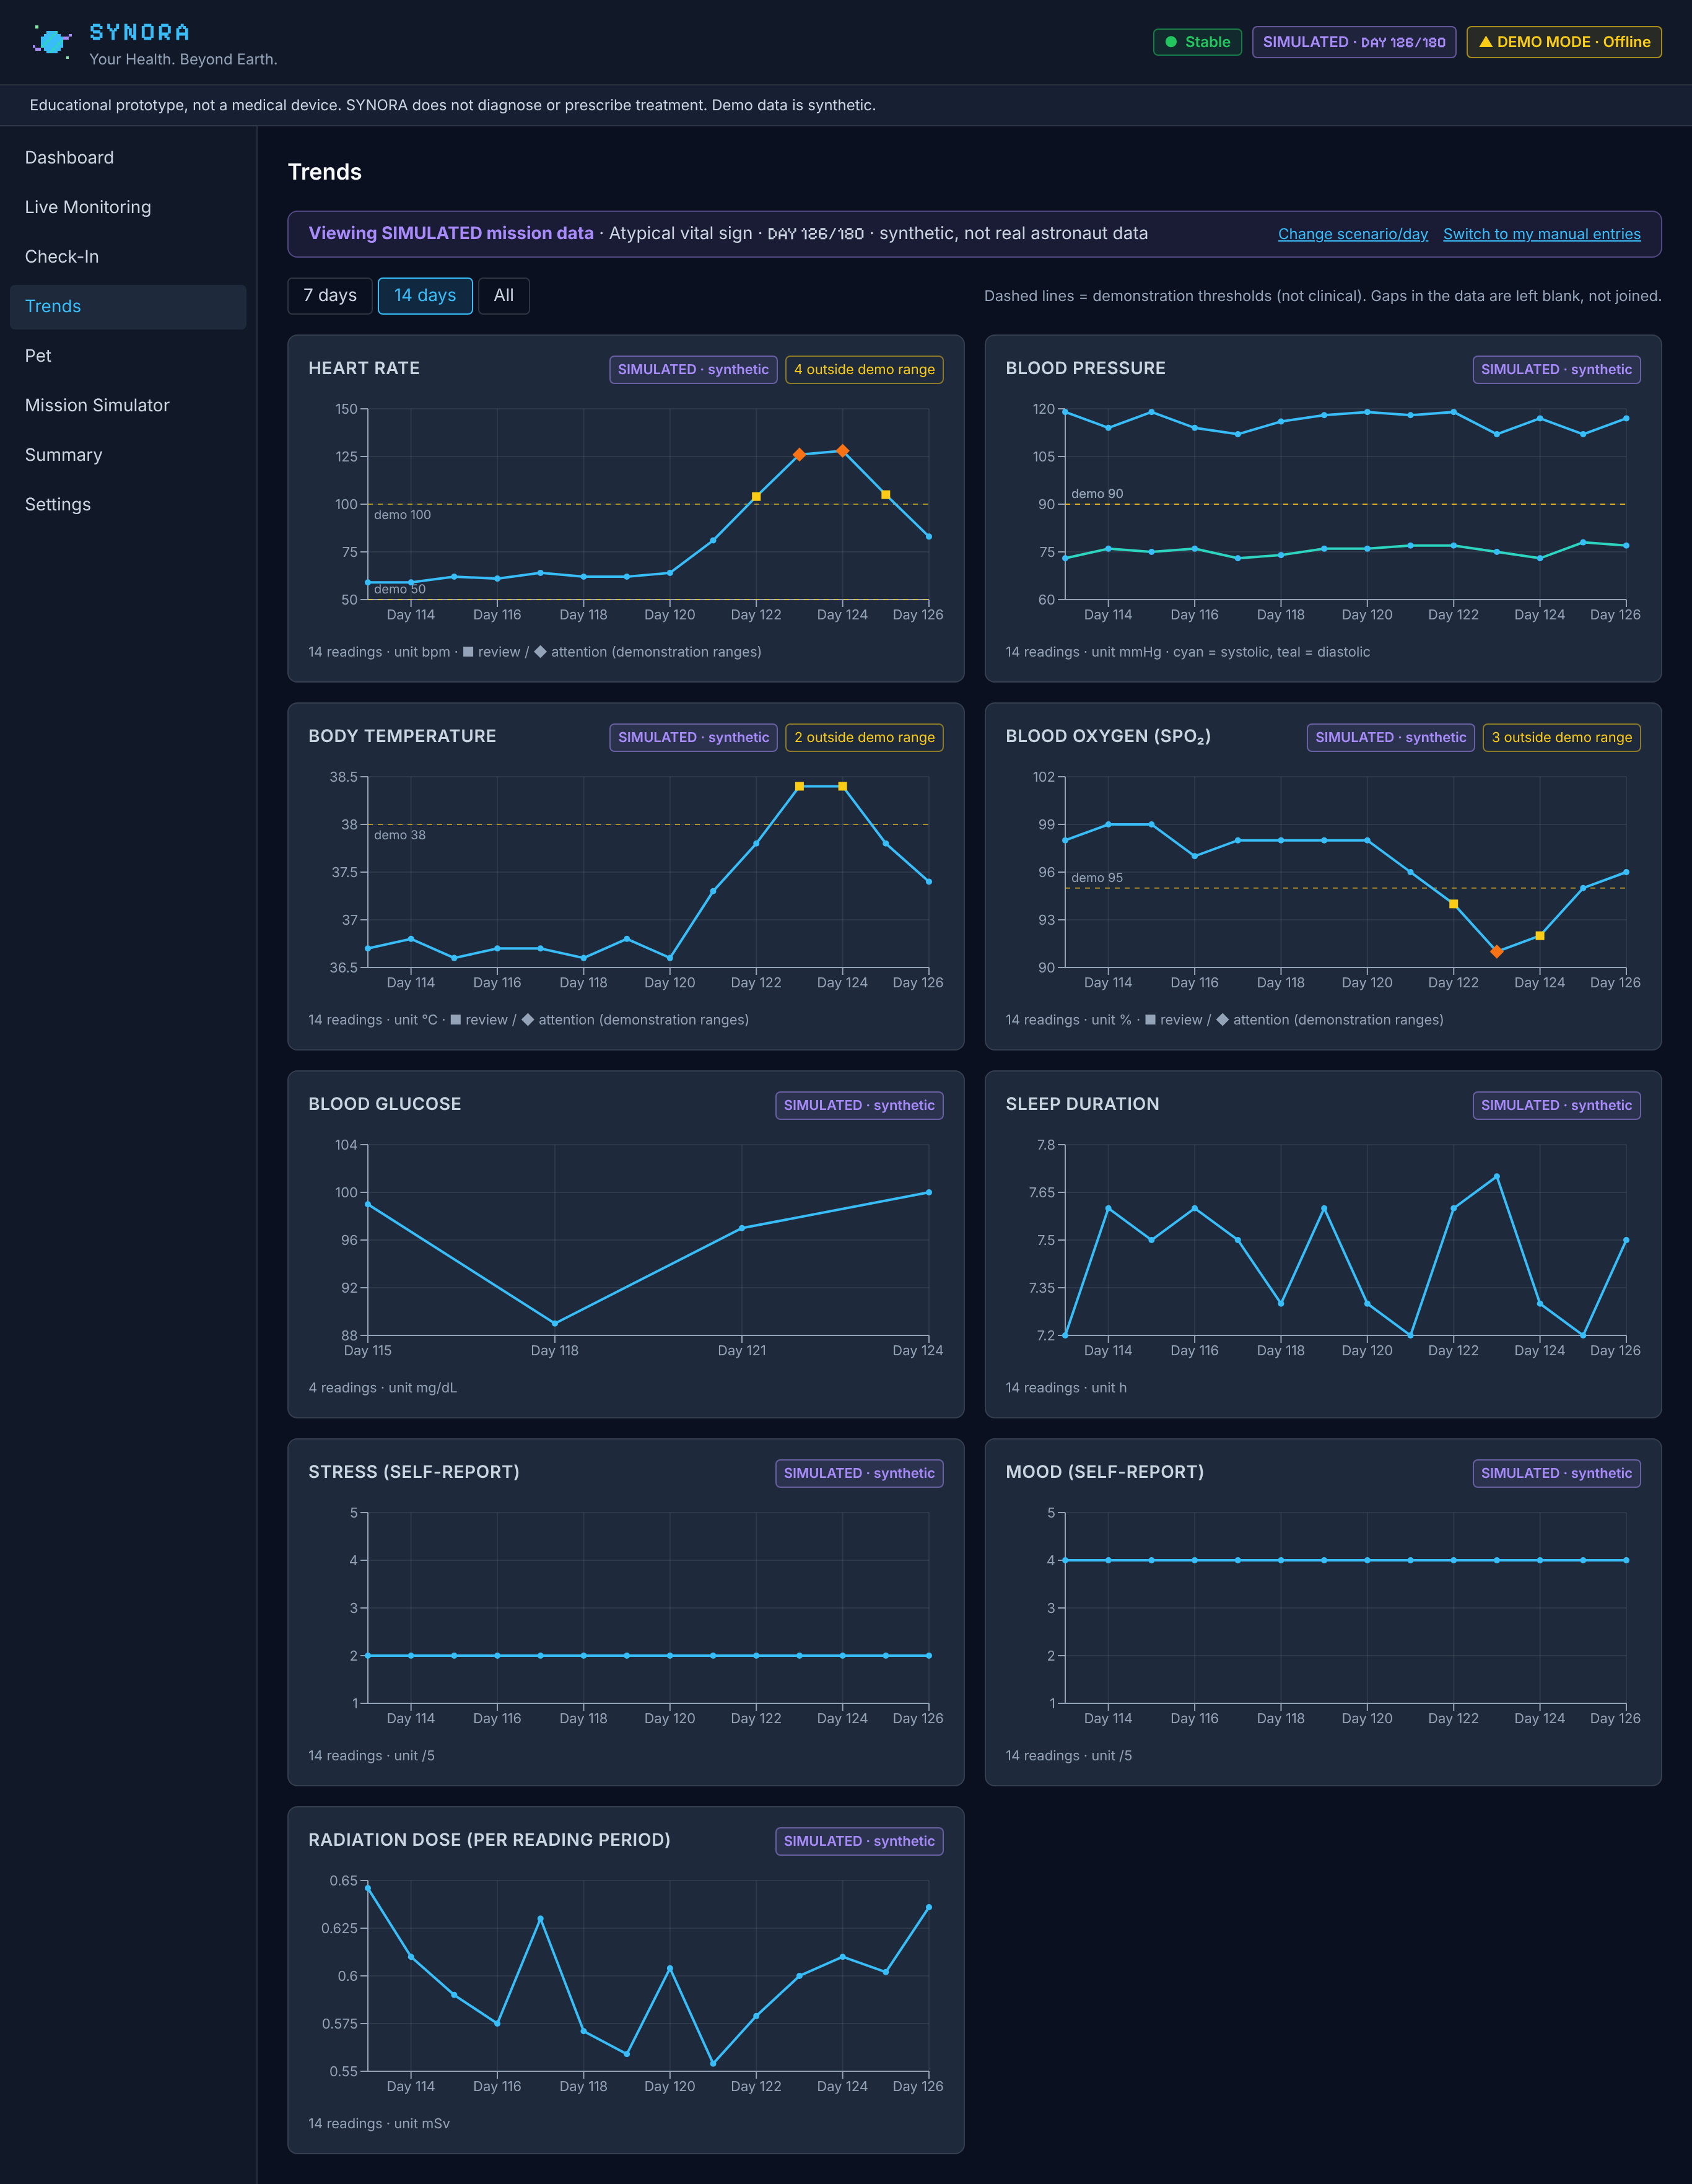 SYNORA
Your Health. Beyond Earth.
Stable
SIMULATED · DAY 126/180
▲ DEMO MODE · Offline
Educational prototype, not a medical device. SYNORA does not diagnose or prescribe treatment. Demo data is synthetic.
Dashboard
Live Monitoring
Check-In
Trends
Pet
Mission Simulator
Summary
Settings
Trends
Viewing SIMULATED mission data · Atypical vital sign · DAY 126/180 · synthetic, not real astronaut data
Change scenario/day
Switch to my manual entries
7 days
14 days
All
Dashed lines = demonstration thresholds (not clinical). Gaps in the data are left blank, not joined.
HEART RATE
SIMULATED · synthetic
4 outside demo range
150
125
100
75
50
demo 100
demo 50
Day 114 Day 116 Day 118 Day 120 Day 122 Day 124 Day 126
14 readings · unit bpm · ■ review / ◆ attention (demonstration ranges)
BLOOD PRESSURE
SIMULATED · synthetic
120
105
90
75
60
demo 90
Day 114 Day 116 Day 118 Day 120 Day 122 Day 124 Day 126
14 readings · unit mmHg · cyan = systolic, teal = diastolic
BODY TEMPERATURE
SIMULATED · synthetic
2 outside demo range
38.5
38
37.5
37
36.5
demo 38
Day 114 Day 116 Day 118 Day 120 Day 122 Day 124 Day 126
14 readings · unit °C · ■ review / ◆ attention (demonstration ranges)
BLOOD OXYGEN (SPO₂)
SIMULATED · synthetic
3 outside demo range
102
99
96
93
90
demo 95
Day 114 Day 116 Day 118 Day 120 Day 122 Day 124 Day 126
14 readings · unit % · ■ review / ◆ attention (demonstration ranges)
BLOOD GLUCOSE
SIMULATED · synthetic
104
100
96
92
88
Day 115 Day 118 Day 121 Day 124
4 readings · unit mg/dL
SLEEP DURATION
SIMULATED · synthetic
7.8
7.65
7.5
7.35
7.2
Day 114 Day 116 Day 118 Day 120 Day 122 Day 124 Day 126
14 readings · unit h
STRESS (SELF-REPORT)
SIMULATED · synthetic
5
4
3
2
1
Day 114 Day 116 Day 118 Day 120 Day 122 Day 124 Day 126
14 readings · unit /5
MOOD (SELF-REPORT)
SIMULATED · synthetic
5
4
3
2
1
Day 114 Day 116 Day 118 Day 120 Day 122 Day 124 Day 126
14 readings · unit /5
RADIATION DOSE (PER READING PERIOD)
SIMULATED · synthetic
0.65
0.625
0.6
0.575
0.55
Day 114 Day 116 Day 118 Day 120 Day 122 Day 124 Day 126
14 readings · unit mSv